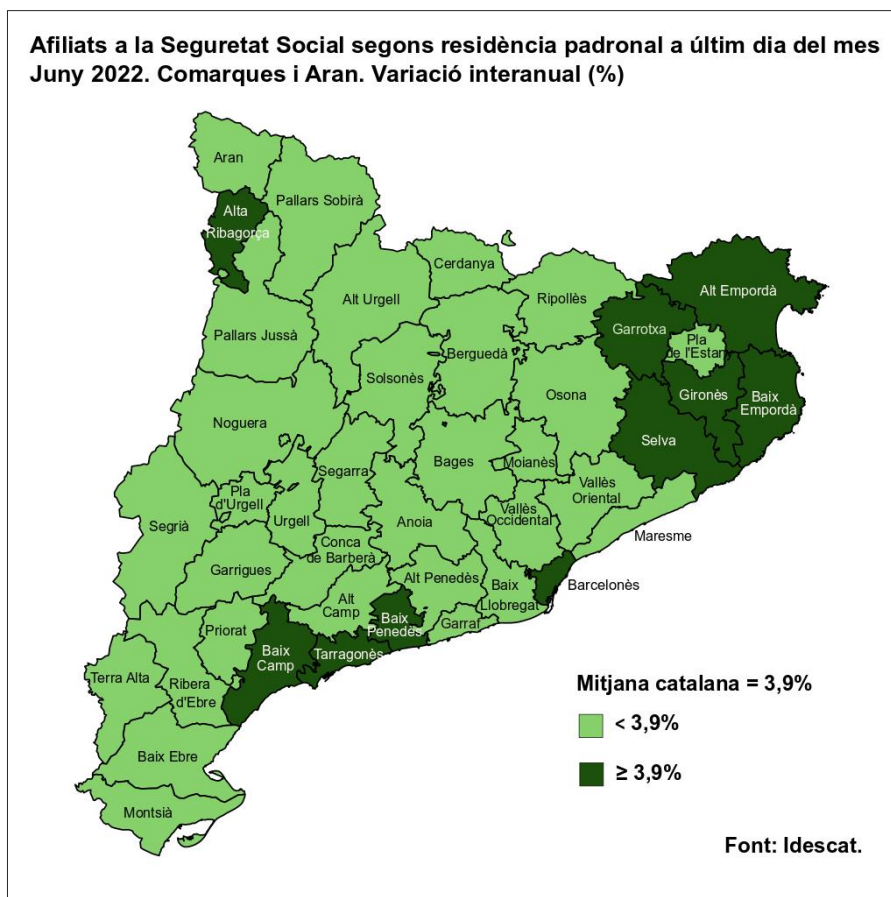 Afiliats a la Seguretat Social segons residència padronal a últim dia del mes
Juny 2022. Comarques i Aran. Variació interanual (%)
Aran
Pallars Sobirà
Alta
Ribagorça
Cerdanya
Alt Empordà
Alt Urgell
Ripollès
Garrotxa
Pallars Jussà
Berguedà
Pla
de l'Estan
Solsonès
Osona
Gironès
Baix
Empordà
Noguera
Selva
Segarra
Bages
Moianès
Vallès
Oriental
Pla
d'Urgell
Segrià
Urgell
Anoia
Vallès
Occidental
Maresme
Conca
de Barberà
Garrigues
Alt Penedès
Baix
Llobregat
Barcelonès
Alt
Camp
Baix
Penedès
Garraf
Priorat
Baix
Camp
Tarragonès
Terra Alta
Ribera
d'Ebre
Baix Ebre
Montsià
Mitjana catalana = 3,9%
< 3,9%
≥ 3,9%
Font: Idescat.